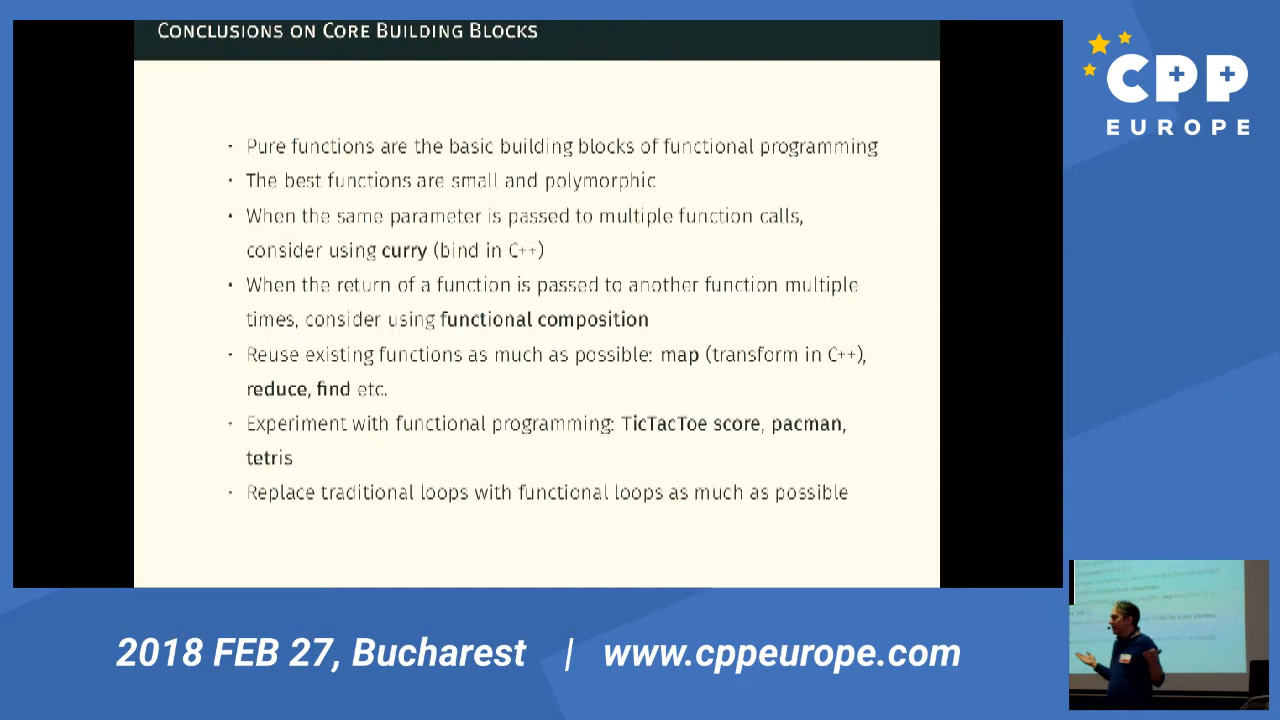 CONCLUSIONS ON CORE BUILDING BLOCKS
CPP
EUROPE
· Pure functions are the basic building blocks of functional programming
· The best functions are small and polymorphic
· When the same parameter is passed to multiple function calls,
consider using curry (bind in C++)
· When the return of a function is passed to another function multiple
times, consider using functional composition
· Reuse existing functions as much as possible: map (transform in C++),
reduce, find etc.
· Experiment with functional programming: TicTacToe score, pacman,
tetris
· Replace traditional loops with functional loops as much as possible
2018 FEB 27, Bucharest | www.cppeurope.com